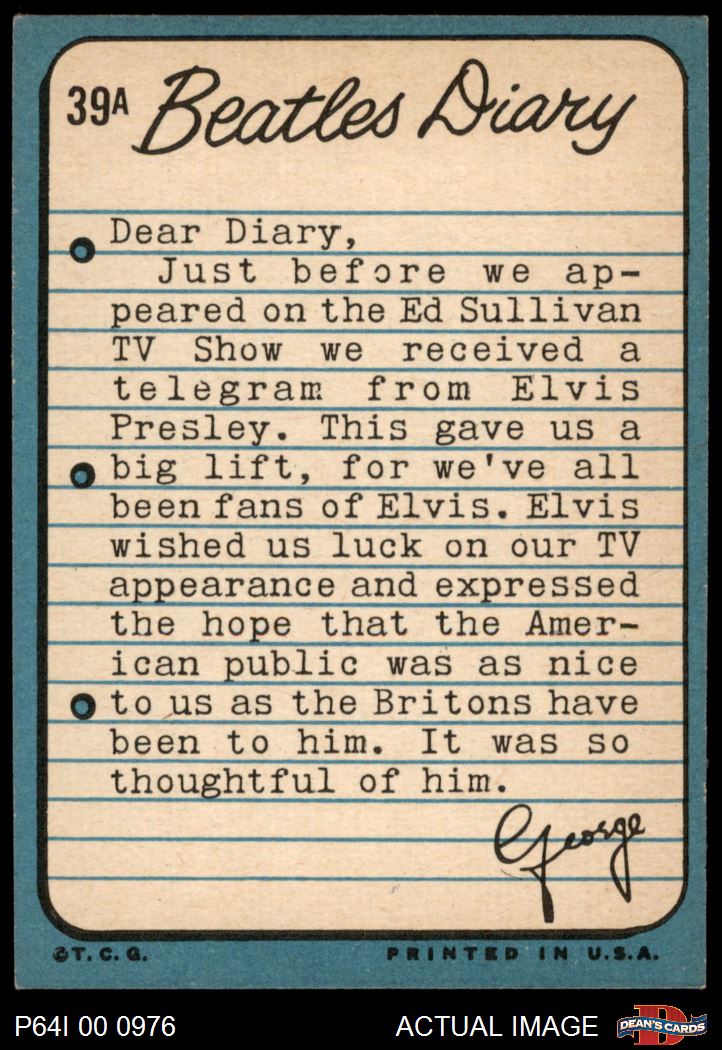 39A Beatles Diary
Dear Diary,
Just before we ap-
peared on the Ed Sullivan
TV Show we received a
telegram from Elvis
Presley. This gave us a
big lift, for we've all
been fans of Elvis. Elvis
wished us luck on our TV
appearance and expressed
the hope that the Amer-
ican public was as nice
to us as the Britons have
been to him. It was so
thoughtful of him.
George
©T.C.G. PRINTED IN U.S.A.
P64I 00 0976 ACTUAL IMAGE D DEAN'S CARDS